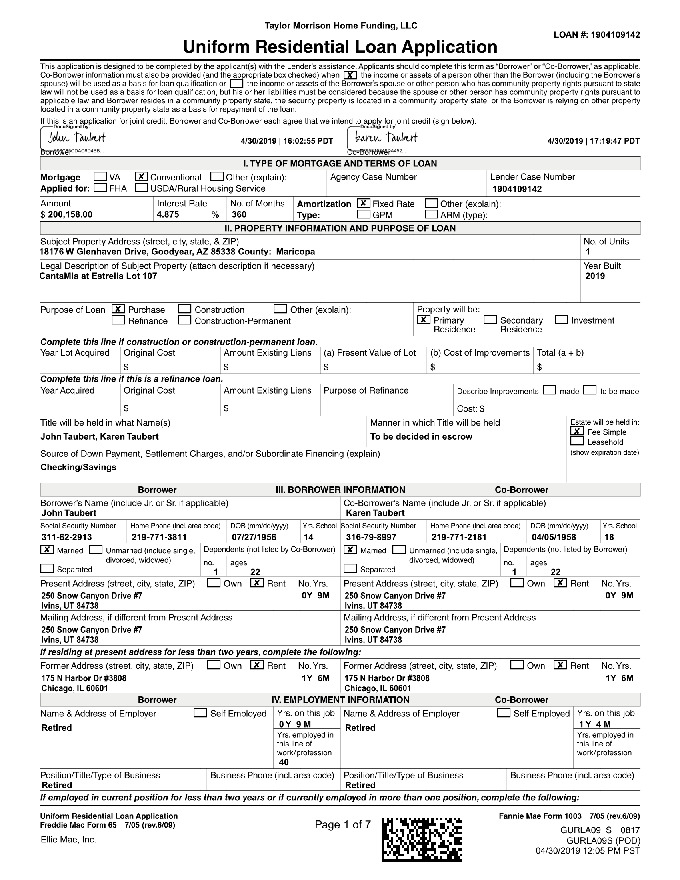 Taylor Morrison Home Funding, LLC
LOAN #: 1904109142
Uniform Residential Loan Application
This application is designed to be completed by the applicant(s) with the Lender's assistance. Applicants should complete this form as "Borrower" or "Co-Borrower," as applicable.
Co-Borrower information must also be provided (and the appropriate box checked) when X the income or assets of a person other than the Borrower (including the Borrower's
spouse) will be used as a basis for loan qualification or the income or assets of the Borrower's spouse or other person who has community property rights pursuant to state
law will not be used as a basis for loan qualification, but his or her liabilities must be considered because the spouse or other person has community property rights pursuant to
applicable law and Borrower resides in a community property state, the security property is located in a community property state, or the Borrower is relying on other property
located in a community property state as a basis for repayment of the loan.
If this is an application for joint credit, Borrower and Co-Borrower each agree that we intend to apply for joint credit (sign below).
DocuSigned by DocuSigned by
John Taubert 4/30/2019 | 16:02:55 PDT Karen Taubert 4/30/2019 | 17:19:47 PDT
Borrower Co-Borrower
I. TYPE OF MORTGAGE AND TERMS OF LOAN
Mortgage VA X Conventional Other (explain): Agency Case Number Lender Case Number
Applied for: FHA USDA/Rural Housing Service 1904109142
Amount Interest Rate No. of Months Amortization X Fixed Rate Other (explain):
$ 200,158.00 4.875 % 360 Type: GPM ARM (type):
II. PROPERTY INFORMATION AND PURPOSE OF LOAN
Subject Property Address (street, city, state, & ZIP) No. of Units
18176 W Glenhaven Drive, Goodyear, AZ 85338 County: Maricopa 1
Legal Description of Subject Property (attach description if necessary) Year Built
CantaMia at Estrella Lot 107 2019
Purpose of Loan X Purchase Construction Other (explain): Property will be:
Refinance Construction-Permanent X Primary Residence Secondary Residence Investment
Complete this line if construction or construction-permanent loan.
Year Lot Acquired Original Cost Amount Existing Liens (a) Present Value of Lot (b) Cost of Improvements Total (a + b)
$ $ $ $ $
Complete this line if this is a refinance loan.
Year Acquired Original Cost Amount Existing Liens Purpose of Refinance Describe Improvements made to be made
$ $ Cost: $
Title will be held in what Name(s) Manner in which Title will be held Estate will be held in:
John Taubert, Karen Taubert To be decided in escrow X Fee Simple
Leasehold
Source of Down Payment, Settlement Charges, and/or Subordinate Financing (explain) (show expiration date)
Checking/Savings
Borrower III. BORROWER INFORMATION Co-Borrower
Borrower's Name (include Jr. or Sr. if applicable) Co-Borrower's Name (include Jr. or Sr. if applicable)
John Taubert Karen Taubert
Social Security Number Home Phone (incl. area code) DOB (mm/dd/yyyy) Yrs. School Social Security Number Home Phone (incl. area code) DOB (mm/dd/yyyy) Yrs. School
311-62-2913 219-771-3811 07/27/1956 14 316-79-8997 219-771-2181 04/05/1958 18
X Married Unmarried (include single, divorced, widowed) Dependents (not listed by Co-Borrower) X Married Unmarried (include single, divorced, widowed) Dependents (not listed by Borrower)
Separated no. 1 ages 22 Separated no. 1 ages 22
Present Address (street, city, state, ZIP) Own X Rent No. Yrs. Present Address (street, city, state, ZIP) Own X Rent No. Yrs.
250 Snow Canyon Drive #7 0Y 9M 250 Snow Canyon Drive #7 0Y 9M
Ivins, UT 84738 Ivins, UT 84738
Mailing Address, if different from Present Address Mailing Address, if different from Present Address
250 Snow Canyon Drive #7 250 Snow Canyon Drive #7
Ivins, UT 84738 Ivins, UT 84738
If residing at present address for less than two years, complete the following:
Former Address (street, city, state, ZIP) Own X Rent No. Yrs. Former Address (street, city, state, ZIP) Own X Rent No. Yrs.
175 N Harbor Dr #3808 1Y 6M 175 N Harbor Dr #3808 1Y 6M
Chicago, IL 60601 Chicago, IL 60601
Borrower IV. EMPLOYMENT INFORMATION Co-Borrower
Name & Address of Employer Self Employed Yrs. on this job Name & Address of Employer Self Employed Yrs. on this job
Retired 0Y 9M Retired 1Y 4M
Yrs. employed in this line of work/profession Yrs. employed in this line of work/profession
40
Position/Title/Type of Business Business Phone (incl. area code) Position/Title/Type of Business Business Phone (incl. area code)
Retired Retired
If employed in current position for less than two years or if currently employed in more than one position, complete the following:
Uniform Residential Loan Application Fannie Mae Form 1003 7/05 (rev.6/09)
Freddie Mac Form 65 7/05 (rev.6/09)
Page 1 of 7
Ellie Mae, Inc. GURLA09_S 0817
GURLA09S (POD)
04/30/2019 12:05 PM PST